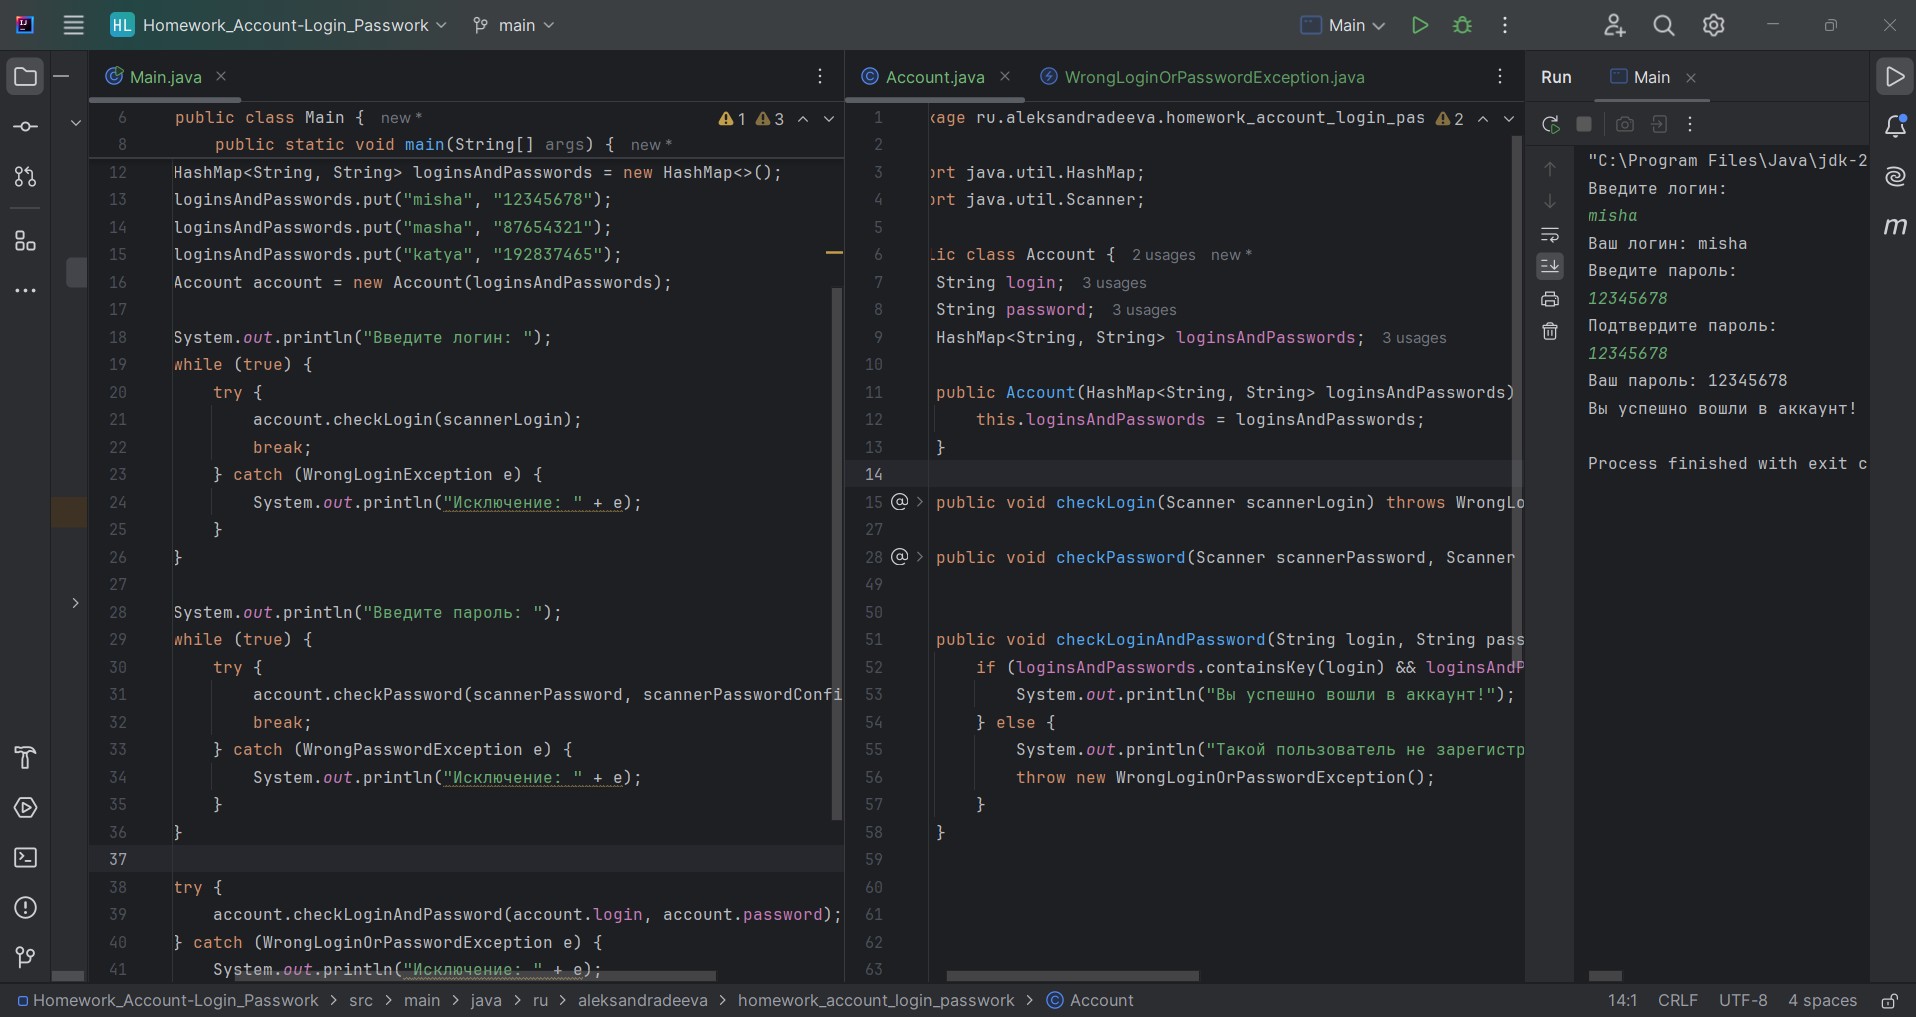 HL Homework_Account-Login_Passwork main Main
Main.java
6 public class Main { new * 1 3
8 public static void main(String[] args) { new *
12 HashMap<String, String> loginsAndPasswords = new HashMap<>();
13 loginsAndPasswords.put("misha", "12345678");
14 loginsAndPasswords.put("masha", "87654321");
15 loginsAndPasswords.put("katya", "192837465");
16 Account account = new Account(loginsAndPasswords);
17
18 System.out.println("Введите логин: ");
19 while (true) {
20 try {
21 account.checkLogin(scannerLogin);
22 break;
23 } catch (WrongLoginException e) {
24 System.out.println("Исключение: " + e);
25 }
26 }
27
28 System.out.println("Введите пароль: ");
29 while (true) {
30 try {
31 account.checkPassword(scannerPassword, scannerPasswordConfi
32 break;
33 } catch (WrongPasswordException e) {
34 System.out.println("Исключение: " + e);
35 }
36 }
37
38 try {
39 account.checkLoginAndPassword(account.login, account.password);
40 } catch (WrongLoginOrPasswordException e) {
41 System.out.println("Исключение: " + e);
Account.java WrongLoginOrPasswordException.java
1 kage ru.aleksandradeeva.homework_account_login_pas 2
2
3 ort java.util.HashMap;
4 ort java.util.Scanner;
5
6 lic class Account { 2 usages new *
7 String login; 3 usages
8 String password; 3 usages
9 HashMap<String, String> loginsAndPasswords; 3 usages
10
11 public Account(HashMap<String, String> loginsAndPasswords)
12 this.loginsAndPasswords = loginsAndPasswords;
13 }
14
15 @ public void checkLogin(Scanner scannerLogin) throws WrongLo
27
28 @ public void checkPassword(Scanner scannerPassword, Scanner
49
50
51 public void checkLoginAndPassword(String login, String pass
52 if (loginsAndPasswords.containsKey(login) && loginsAndP
53 System.out.println("Вы успешно вошли в аккаунт!");
54 } else {
55 System.out.println("Такой пользователь не зарегистр
56 throw new WrongLoginOrPasswordException();
57 }
58 }
59
60
61
62
63
Run Main
"C:\Program Files\Java\jdk-2
Введите логин:
misha
Ваш логин: misha
Введите пароль:
12345678
Подтвердите пароль:
12345678
Ваш пароль: 12345678
Вы успешно вошли в аккаунт!
Process finished with exit c
m
Homework_Account-Login_Passwork > src > main > java > ru > aleksandradeeva > homework_account_login_passwork > Account 14:1 CRLF UTF-8 4 spaces